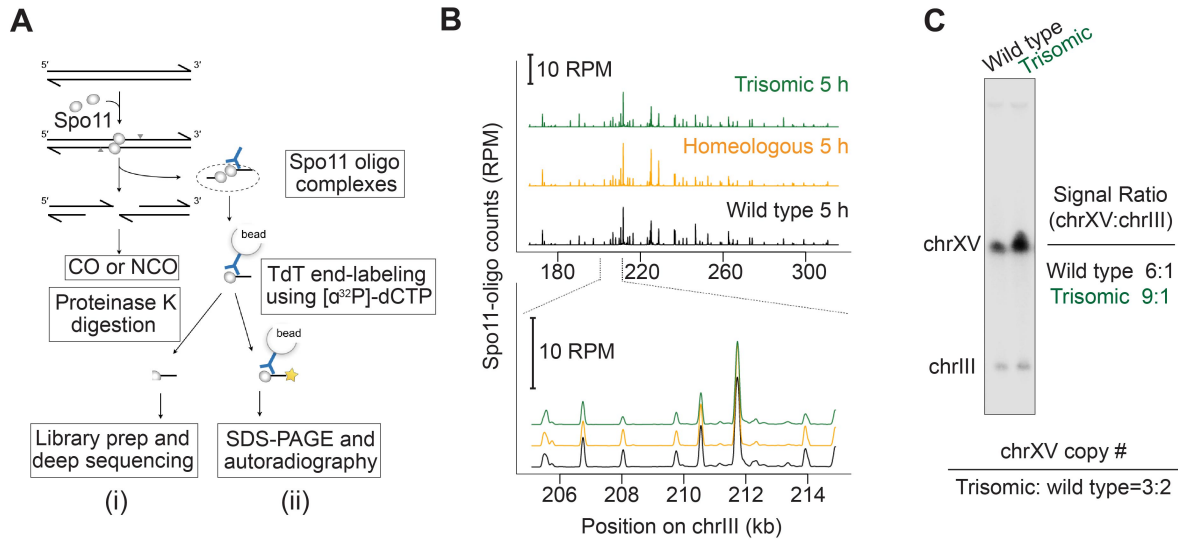 A
5′
3′
Spo11
5′
3′
Spo11 oligo
complexes
bead
CO or NCO
TdT end-labeling
using [α³²P]-dCTP
Proteinase K
digestion
bead
Library prep and
deep sequencing
SDS-PAGE and
autoradiography
(i)
(ii)
B
Spo11-oligo counts (RPM)
10 RPM
Trisomic 5 h
Homeologous 5 h
Wild type 5 h
180
220
260
300
10 RPM
206
208
210
212
214
Position on chrIII (kb)
C
Wild type
Trisomic
chrXV
chrIII
Signal Ratio
(chrXV:chrIII)
Wild type 6:1
Trisomic 9:1
chrXV copy #
Trisomic: wild type=3:2